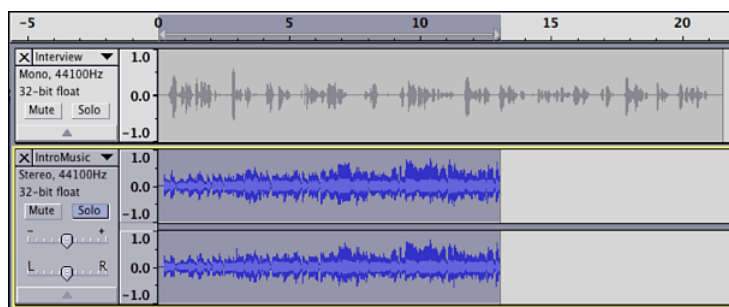 -5 0 5 10 15 20
X Interview ▼ 1.0
Mono, 44100Hz
32-bit float 0.0
Mute Solo
-1.0
X IntroMusic ▼ 1.0
Stereo, 44100Hz
32-bit float 0.0
Mute Solo
-1.0
- + 1.0
L R 0.0
-1.0